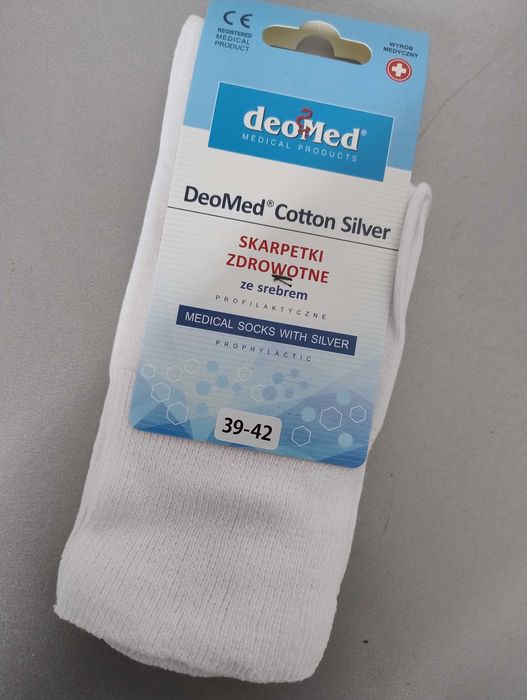 CE
REGISTERED
MEDICAL
PRODUCT
WYRÓB
MEDYCZNY
deoMed®
MEDICAL PRODUCTS
DeoMed® Cotton Silver
SKARPETKI
ZDROWOTNE
ze srebrem
PROFILAKTYCZNE
MEDICAL SOCKS WITH SILVER
PROPHYLACTIC
39-42